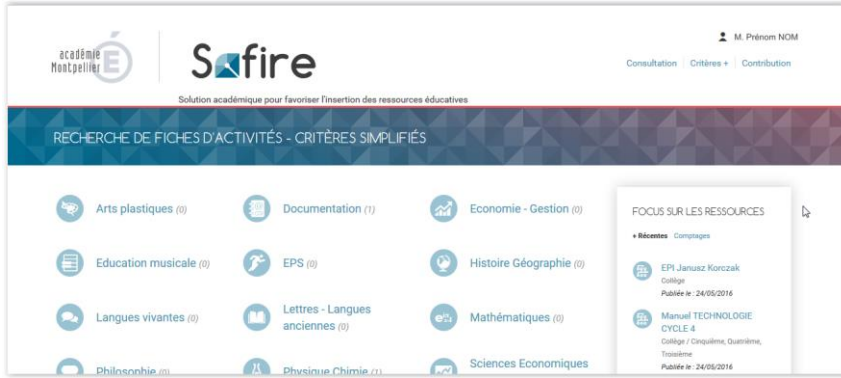 M. Prénom NOM
académie
Montpellier É
Safire
Consultation Critères + Contribution
Solution académique pour favoriser l'insertion des ressources éducatives
RECHERCHE DE FICHES D'ACTIVITÉS - CRITÈRES SIMPLIFIÉS
Arts plastiques (0)
Documentation (1)
Economie - Gestion (0)
Education musicale (0)
EPS (0)
Histoire Géographie (0)
Langues vivantes (0)
Lettres - Langues
anciennes (0)
Mathématiques (0)
Philosophie (0)
Physique Chimie (1)
Sciences Economiques
FOCUS SUR LES RESSOURCES
+ Récentes Comptages
EPI Janusz Korczak
Collège
Publiée le : 24/05/2016
Manuel TECHNOLOGIE
CYCLE 4
Collège / Cinquième, Quatrième,
Troisième
Publiée le : 24/05/2016